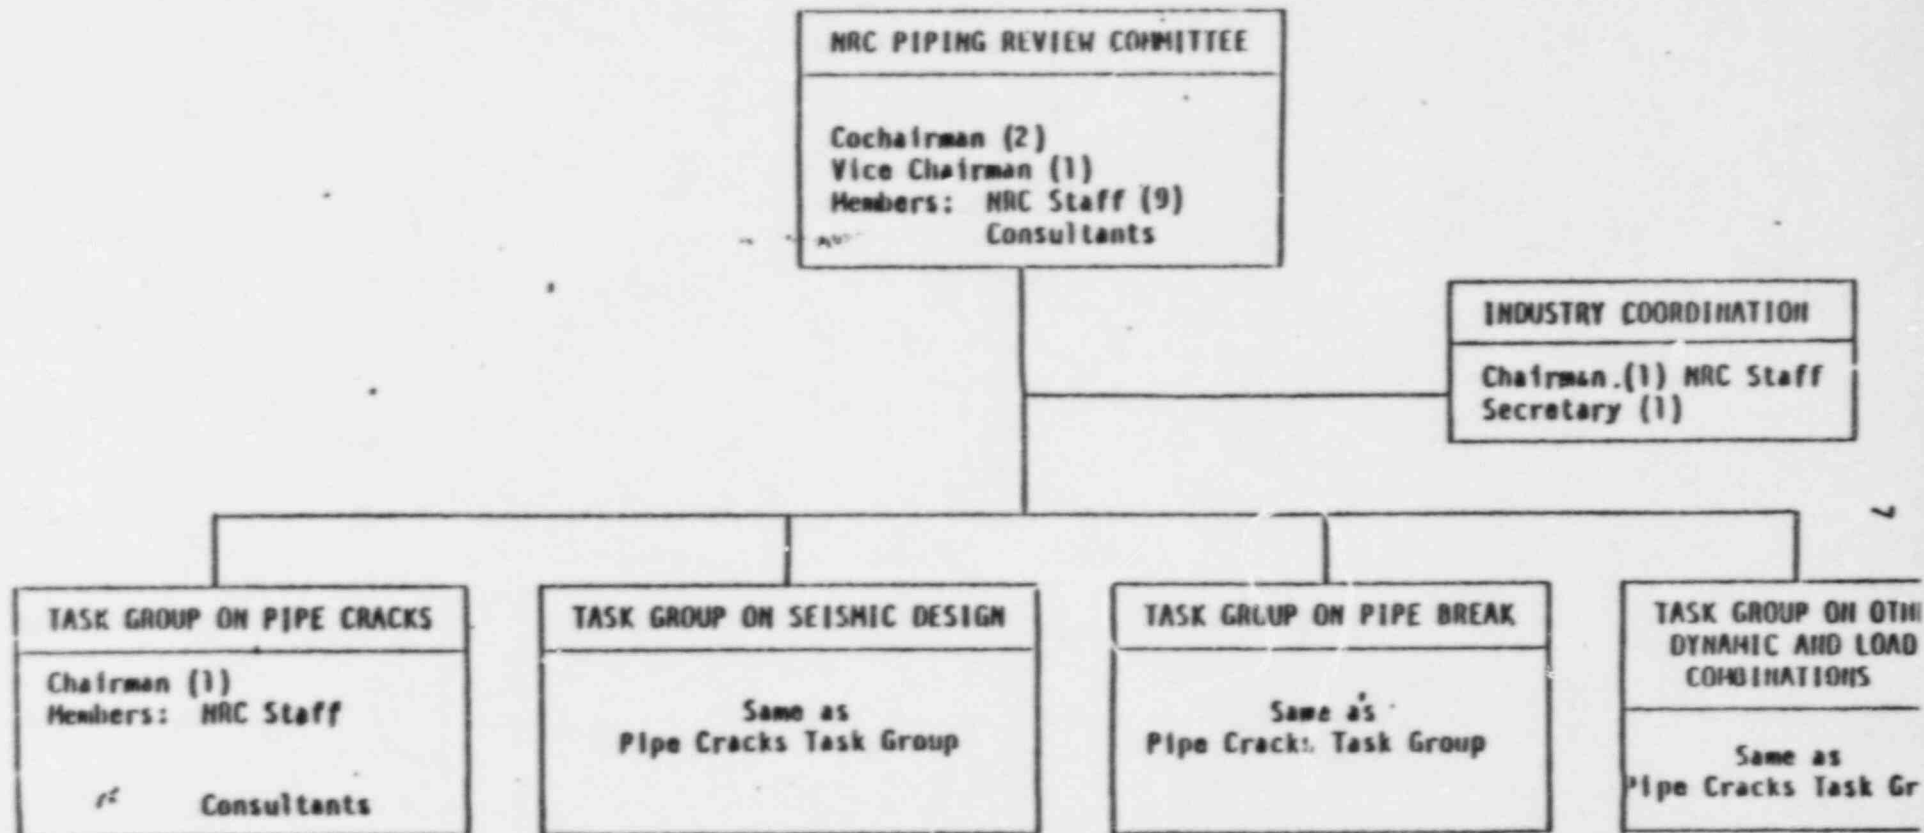 NRC PIPING REVIEW COMMITTEE
Cochairman (2)
Vice Chairman (1)
Members: NRC Staff (9)
Consultants
INDUSTRY COORDINATION
Chairman.(1) NRC Staff
Secretary (1)
7
TASK GROUP ON PIPE CRACKS
Chairman (1)
Members: NRC Staff
Consultants
TASK GROUP ON SEISMIC DESIGN
Same as
Pipe Cracks Task Group
TASK GROUP ON PIPE BREAK
Same as
Pipe Cracks Task Group
TASK GROUP ON OTH
DYNAMIC AND LOAD
COMBINATIONS
Same as
Pipe Cracks Task Gr